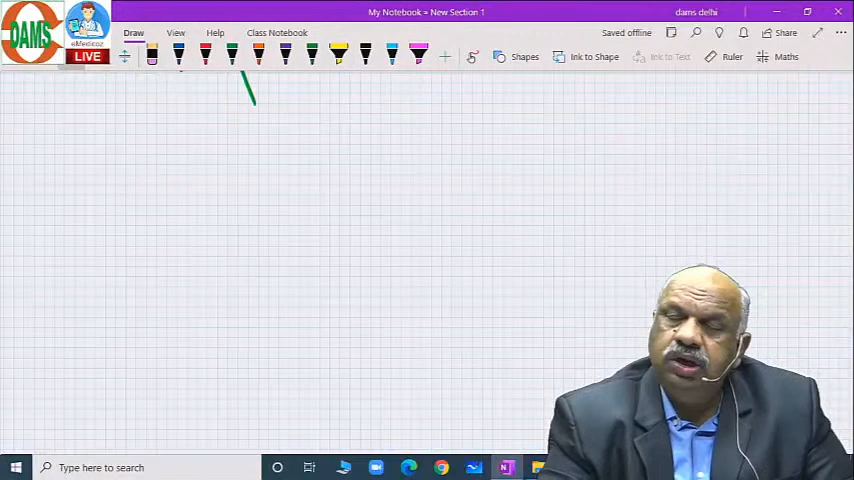 DAMS
eMedicoz
LIVE
My Notebook = New Section 1
dams delhi
Draw
View
Help
Class Notebook
Saved offline
Share
Shapes
Ink to Shape
Ink to Text
Ruler
Maths
Type here to search